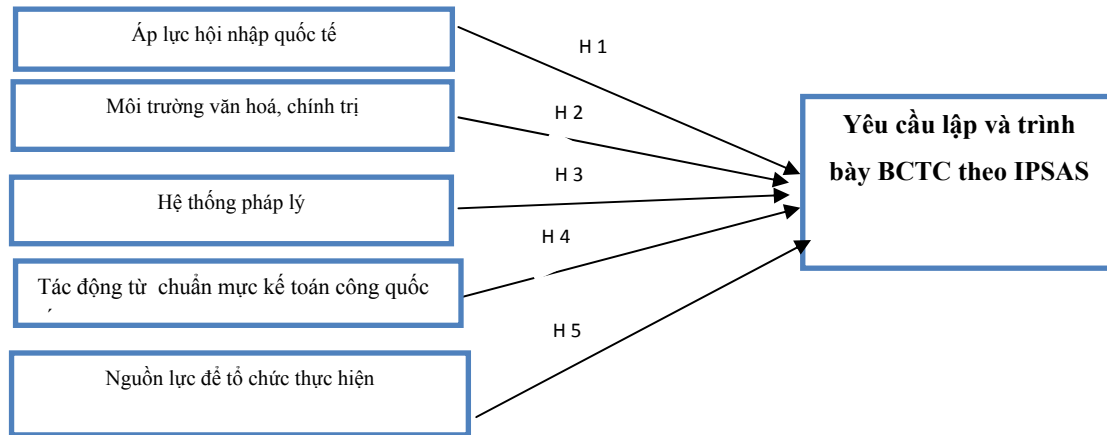 Áp lực hội nhập quốc tế
H 1
Môi trường văn hoá, chính trị
H 2
Yêu cầu lập và trình
bày BCTC theo IPSAS
H 3
Hệ thống pháp lý
H 4
Tác động từ chuẩn mực kế toán công quốc
H 5
Nguồn lực để tổ chức thực hiện